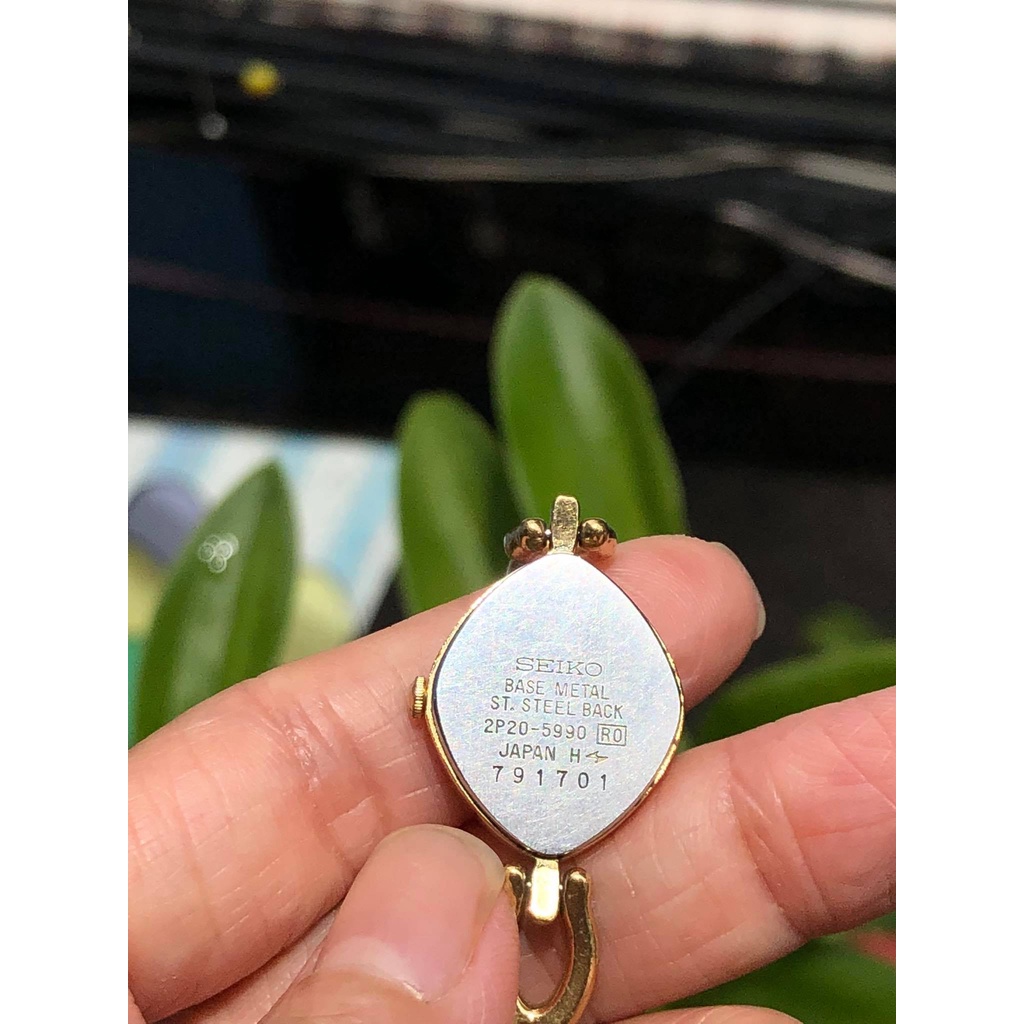 SEIKO
BASE METAL
ST. STEEL BACK
2P20-5990 R0
JAPAN H
791701